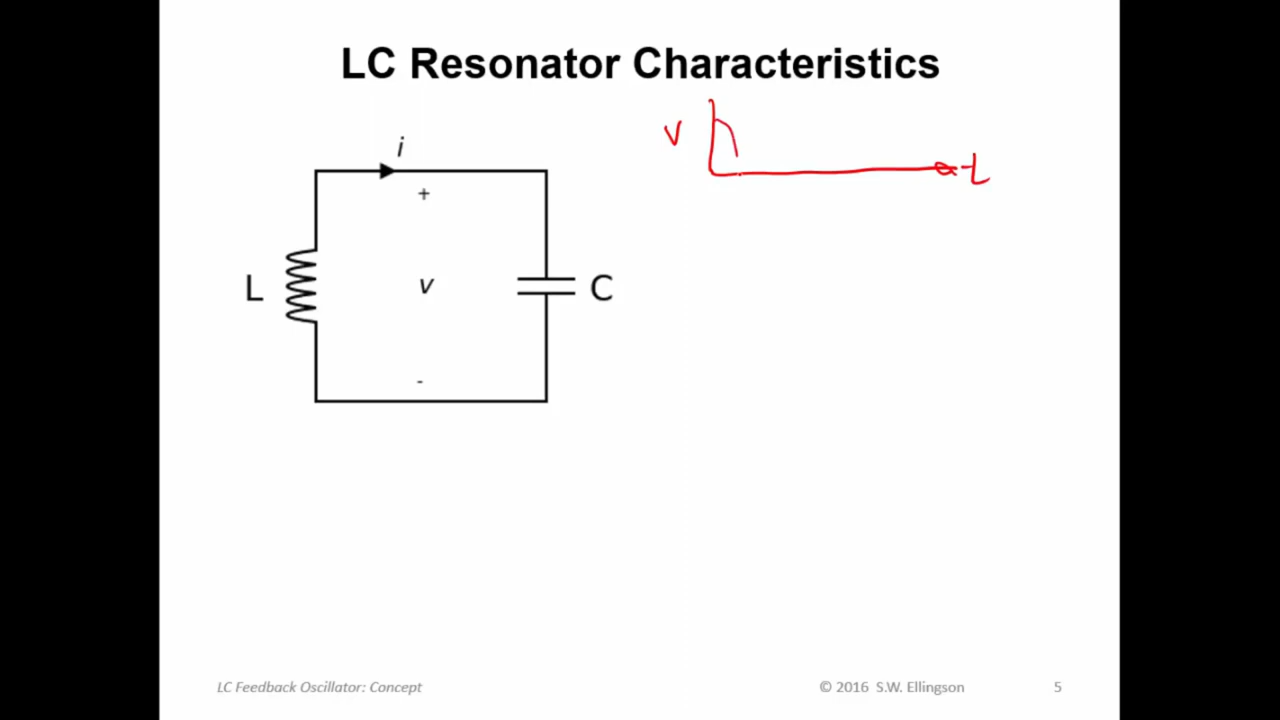 LC Resonator Characteristics
v
t
i
+
L
v
C
-
LC Feedback Oscillator: Concept
© 2016 S.W. Ellingson
5